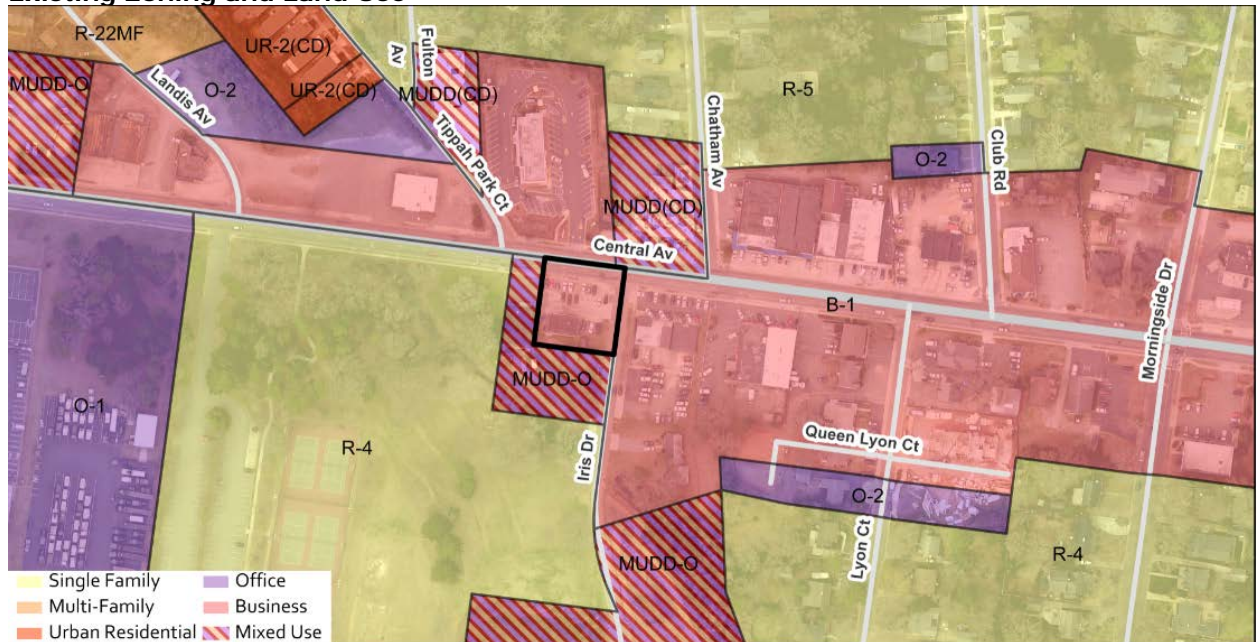 Existing Zoning and Land Use
R-22MF
UR-2(CD)
Fulton
Av
MUDD-O
Landis Av
O-2
UR-2(CD)
MUDD(CD)
R-5
Tippah Park Ct
Chatham Av
O-2
Club Rd
MUDD(CD)
Central Av
B-1
Morningside Dr
MUDD-O
O-1
R-4
Iris Dr
Queen Lyon Ct
O-2
Lyon Ct
R-4
MUDD-O
Single Family
Office
Multi-Family
Business
Urban Residential
Mixed Use